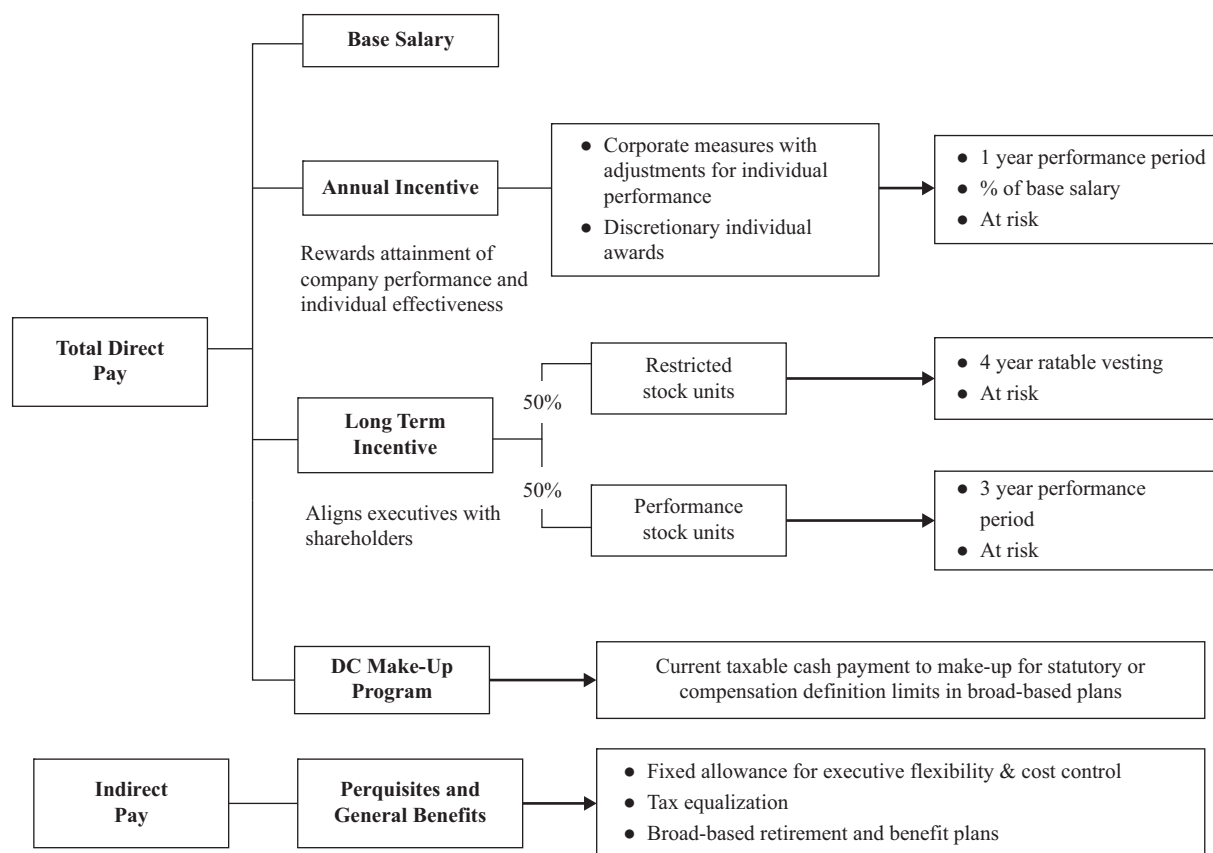 Base Salary
Annual Incentive
Rewards attainment of
company performance and
individual effectiveness
● Corporate measures with
adjustments for individual
performance
● Discretionary individual
awards
● 1 year performance period
● % of base salary
● At risk
Total Direct
Pay
Long Term
Incentive
Aligns executives with
shareholders
50%
Restricted
stock units
● 4 year ratable vesting
● At risk
50%
Performance
stock units
● 3 year performance
period
● At risk
DC Make-Up
Program
Current taxable cash payment to make-up for statutory or
compensation definition limits in broad-based plans
Indirect
Pay
Perquisites and
General Benefits
● Fixed allowance for executive flexibility & cost control
● Tax equalization
● Broad-based retirement and benefit plans